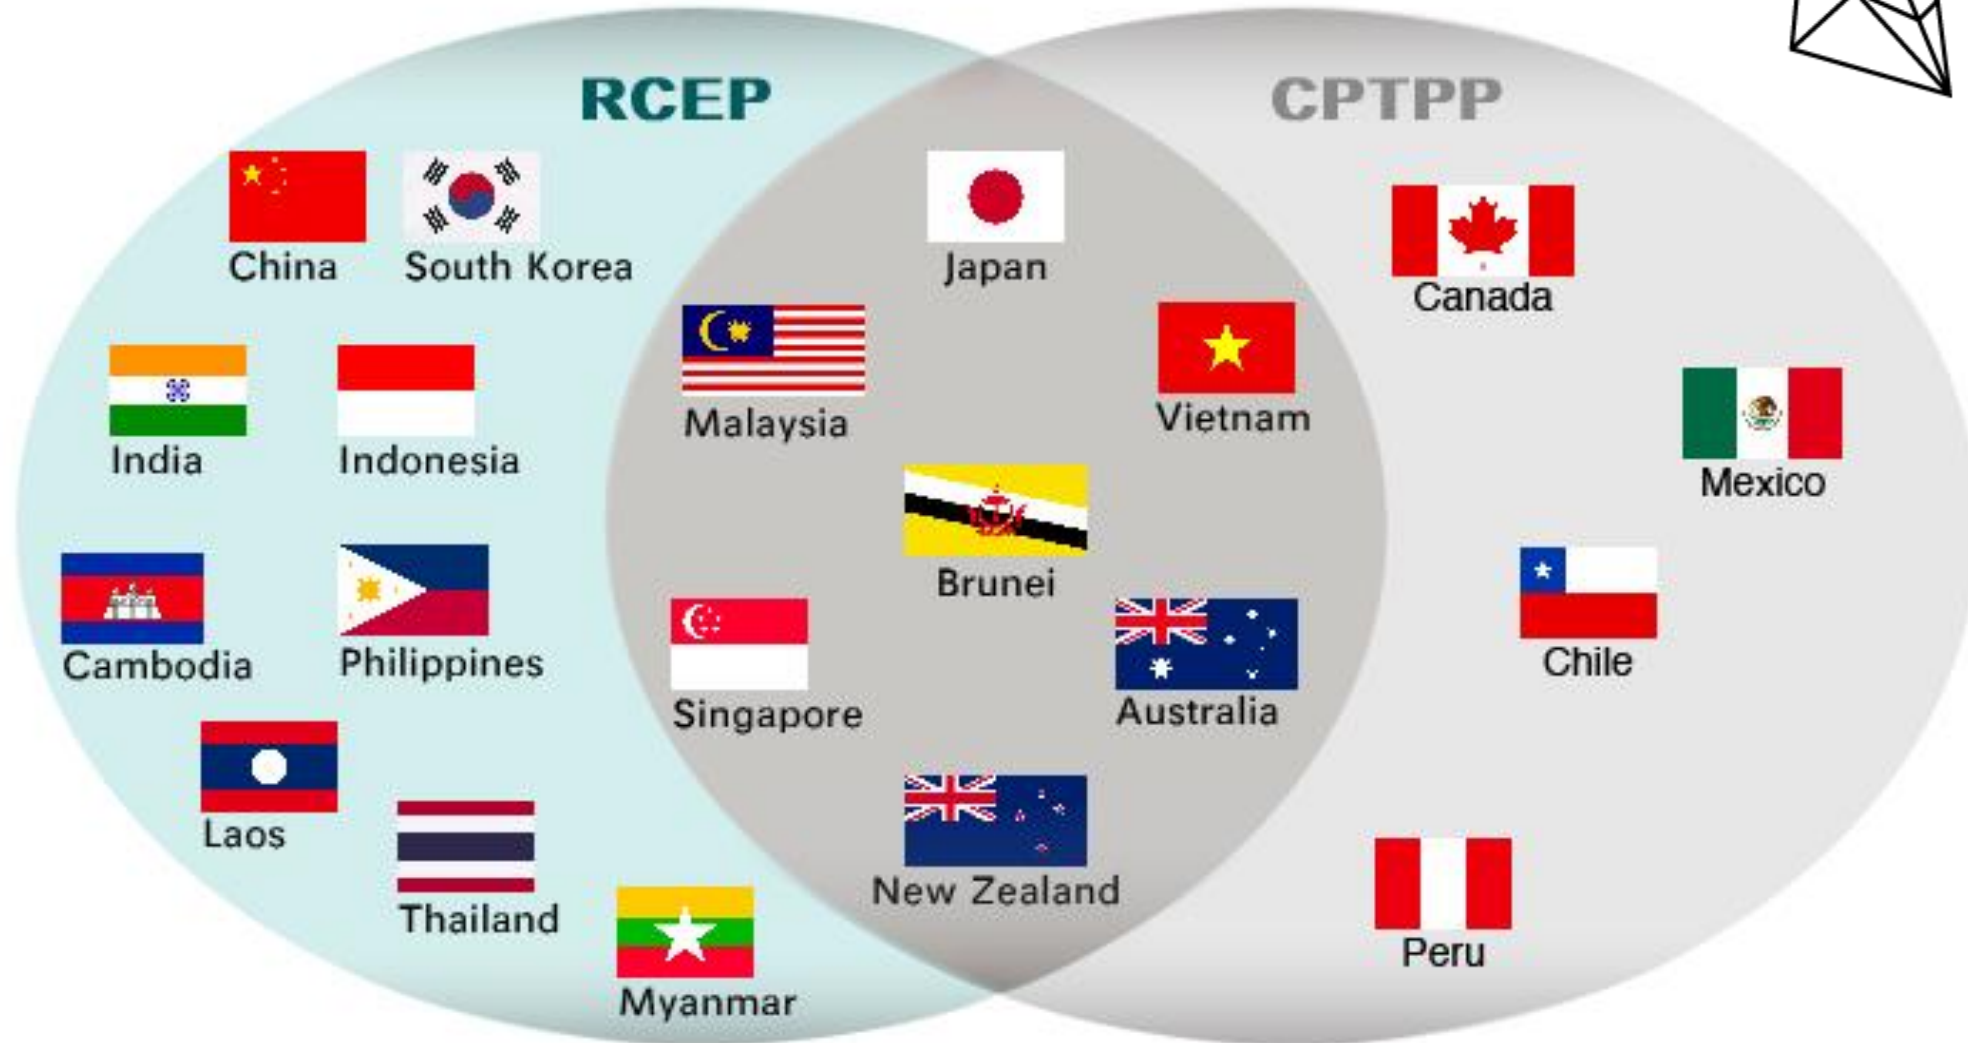 RCEP
CPTPP
China
South Korea
Japan
Canada
Malaysia
Vietnam
India
Indonesia
Mexico
Brunei
Cambodia
Philippines
Chile
Singapore
Australia
Laos
New Zealand
Thailand
Peru
Myanmar